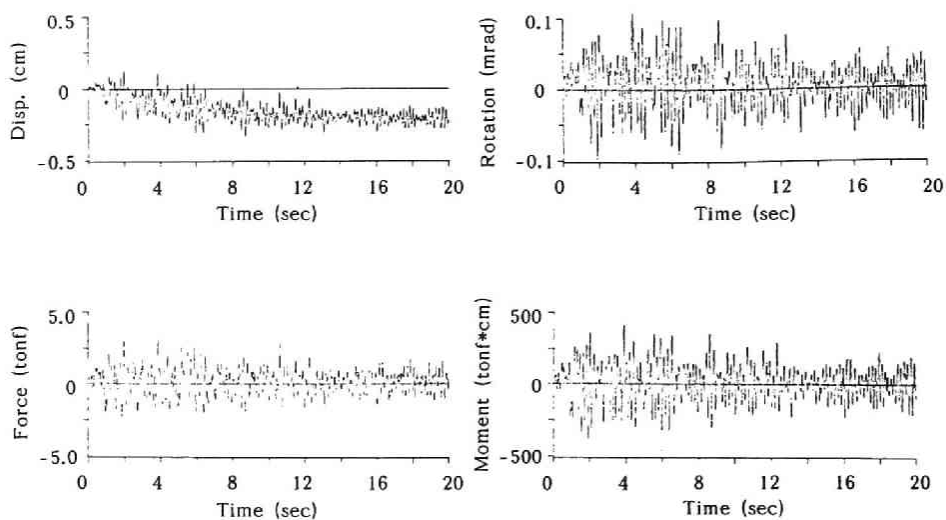 Disp. (cm)
0.5
0
-0.5
0 4 8 12 16 20
Time (sec)
Rotation (mrad)
0.1
0
-0.1
0 4 8 12 16 20
Time (sec)
Force (tonf)
5.0
0
-5.0
0 4 8 12 16 20
Time (sec)
Moment (tonf*cm)
500
0
-500
0 4 8 12 16 20
Time (sec)